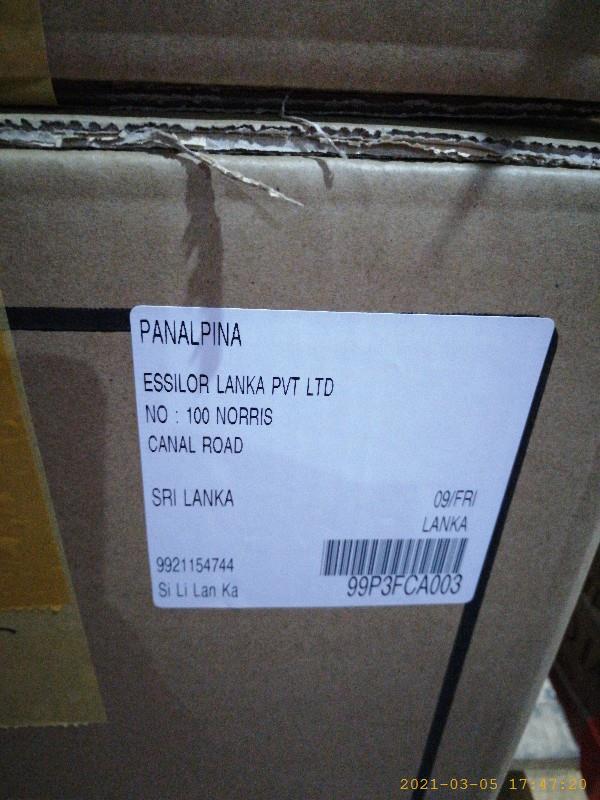 PANALPINA
ESSILOR LANKA PVT LTD
NO : 100 NORRIS
CANAL ROAD
SRI LANKA
09/FRI
LANKA
9921154744
Si Li Lan Ka
99P3FCA003
2021-03-05 17:47:20